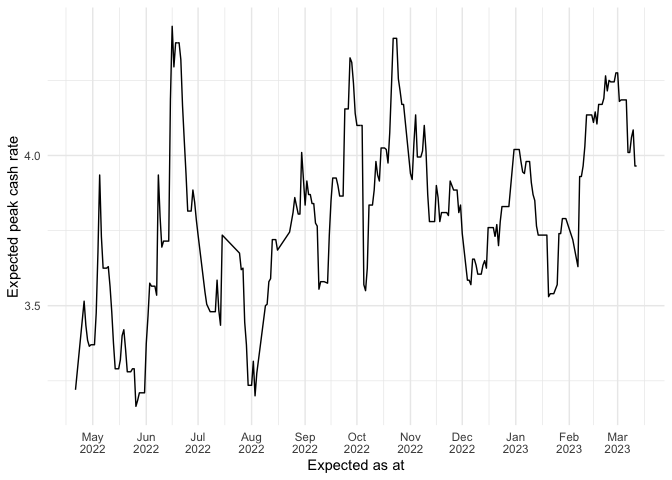 Expected peak cash rate
4.0
3.5
May Jun Jul Aug Sep Oct Nov Dec Jan Feb Mar
2022 2022 2022 2022 2022 2022 2022 2022 2023 2023 2023
Expected as at